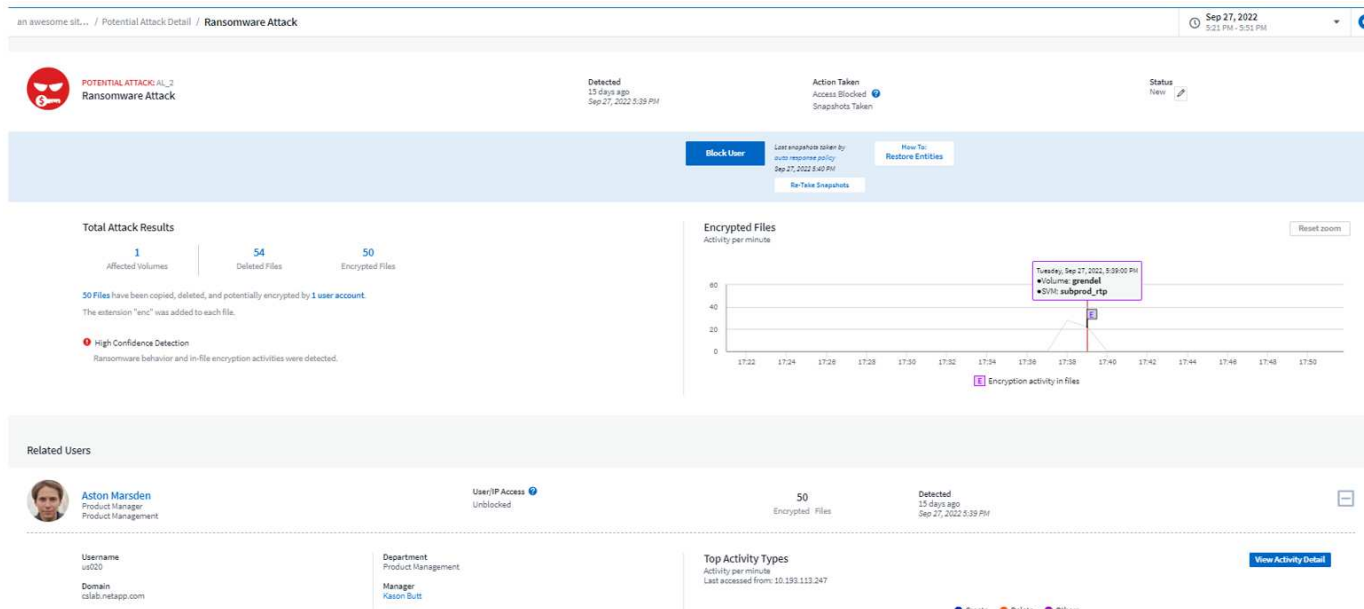 an awesome sit... / Potential Attack Detail / Ransomware Attack
Sep 27, 2022
5:21 PM - 5:51 PM
POTENTIAL ATTACK: AL_2
Ransomware Attack
Detected
15 days ago
Sep 27, 2022 5:39 PM
Action Taken
Access Blocked ?
Snapshots Taken
Status
New
Block User
Last snapshots taken by
auto response policy
Sep 27, 2022 5:40 PM
Re-Take Snapshots
How To:
Restore Entities
Total Attack Results
1
Affected Volumes
54
Deleted Files
50
Encrypted Files
50 Files have been copied, deleted, and potentially encrypted by 1 user account.
The extension "enc" was added to each file.
High Confidence Detection
Ransomware behavior and in-file encryption activities were detected.
Encrypted Files
Activity per minute
Reset zoom
Tuesday, Sep 27, 2022, 5:39:00 PM
●Volume: grendel
●SVM: subprod_rtp
60
40
20
0
E
17:22 17:24 17:26 17:28 17:30 17:32 17:34 17:36 17:38 17:40 17:42 17:44 17:46 17:48 17:50
E Encryption activity in files
Related Users
Aston Marsden
Product Manager
Product Management
User/IP Access ?
Unblocked
50
Encrypted Files
Detected
15 days ago
Sep 27, 2022 5:39 PM
Username
us020
Domain
cslab.netapp.com
Department
Product Management
Manager
Kason Butt
Top Activity Types
Activity per minute
Last accessed from: 10.193.113.247
View Activity Detail